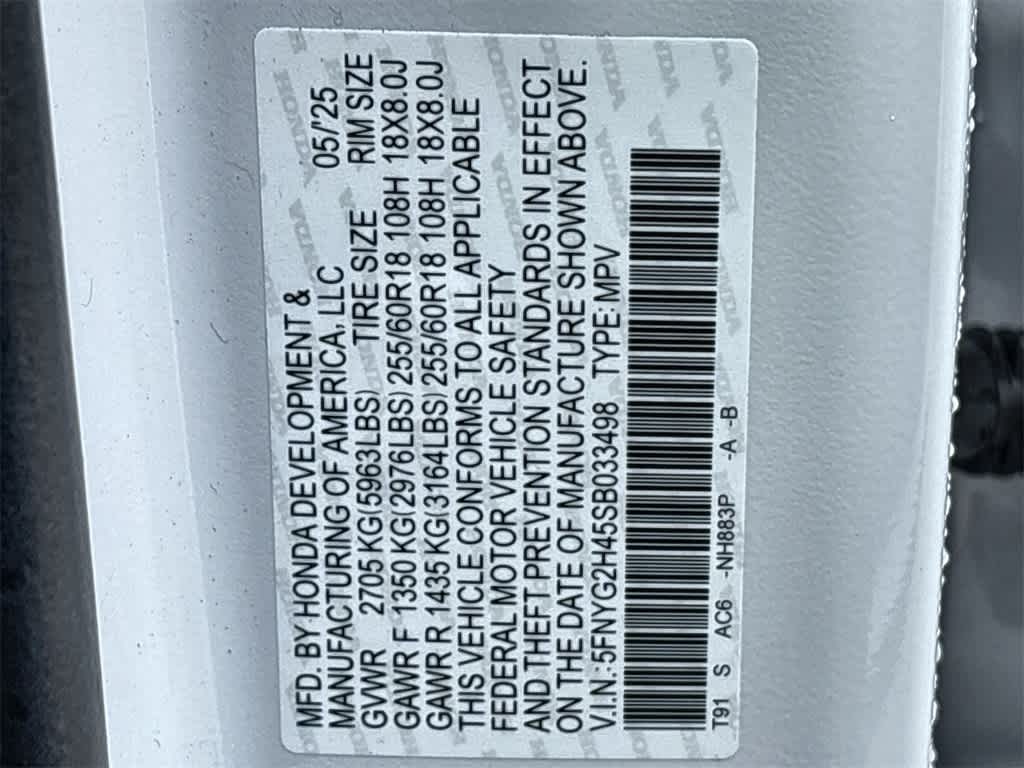 MFD. BY HONDA DEVELOPMENT &
MANUFACTURING OF AMERICA, LLC 05/25
GVWR 2705 KG(5963LBS) TIRE SIZE RIM SIZE
GAWR F 1350 KG(2976LBS) 255/60R18 108H 18X8.0J
GAWR R 1435 KG(3164LBS) 255/60R18 108H 18X8.0J
THIS VEHICLE CONFORMS TO ALL APPLICABLE
FEDERAL MOTOR VEHICLE SAFETY
AND THEFT PREVENTION STANDARDS IN EFFECT
ON THE DATE OF MANUFACTURE SHOWN ABOVE.
V.I.N.: 5FNYG2H45SB033498 TYPE: MPV
T91 S AC6 -NH883P -A -B